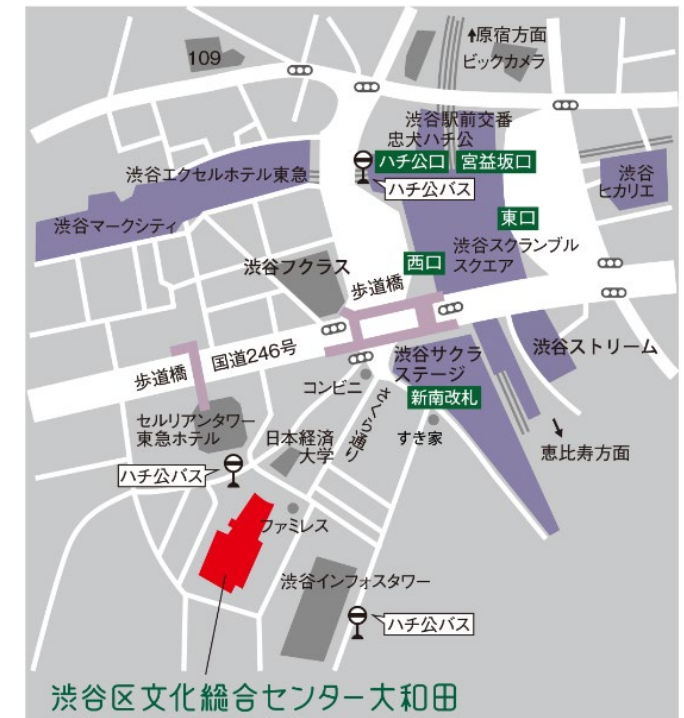 ↑原宿方面
ビックカメラ
109
渋谷駅前交番
忠犬ハチ公
ハチ公口
宮益坂口
ハチ公バス
渋谷エクセルホテル東急
渋谷
ヒカリエ
渋谷マークシティ
東口
渋谷スクランブル
スクエア
西口
渋谷フクラス
歩道橋
国道246号
歩道橋
渋谷サクラ
ステージ
渋谷ストリーム
コンビニ
さくら通り
新南改札
セルリアンタワー
東急ホテル
日本経済
大学
すき家
恵比寿方面
ハチ公バス
ファミレス
渋谷インフォスタワー
ハチ公バス
渋谷区文化総合センター大和田